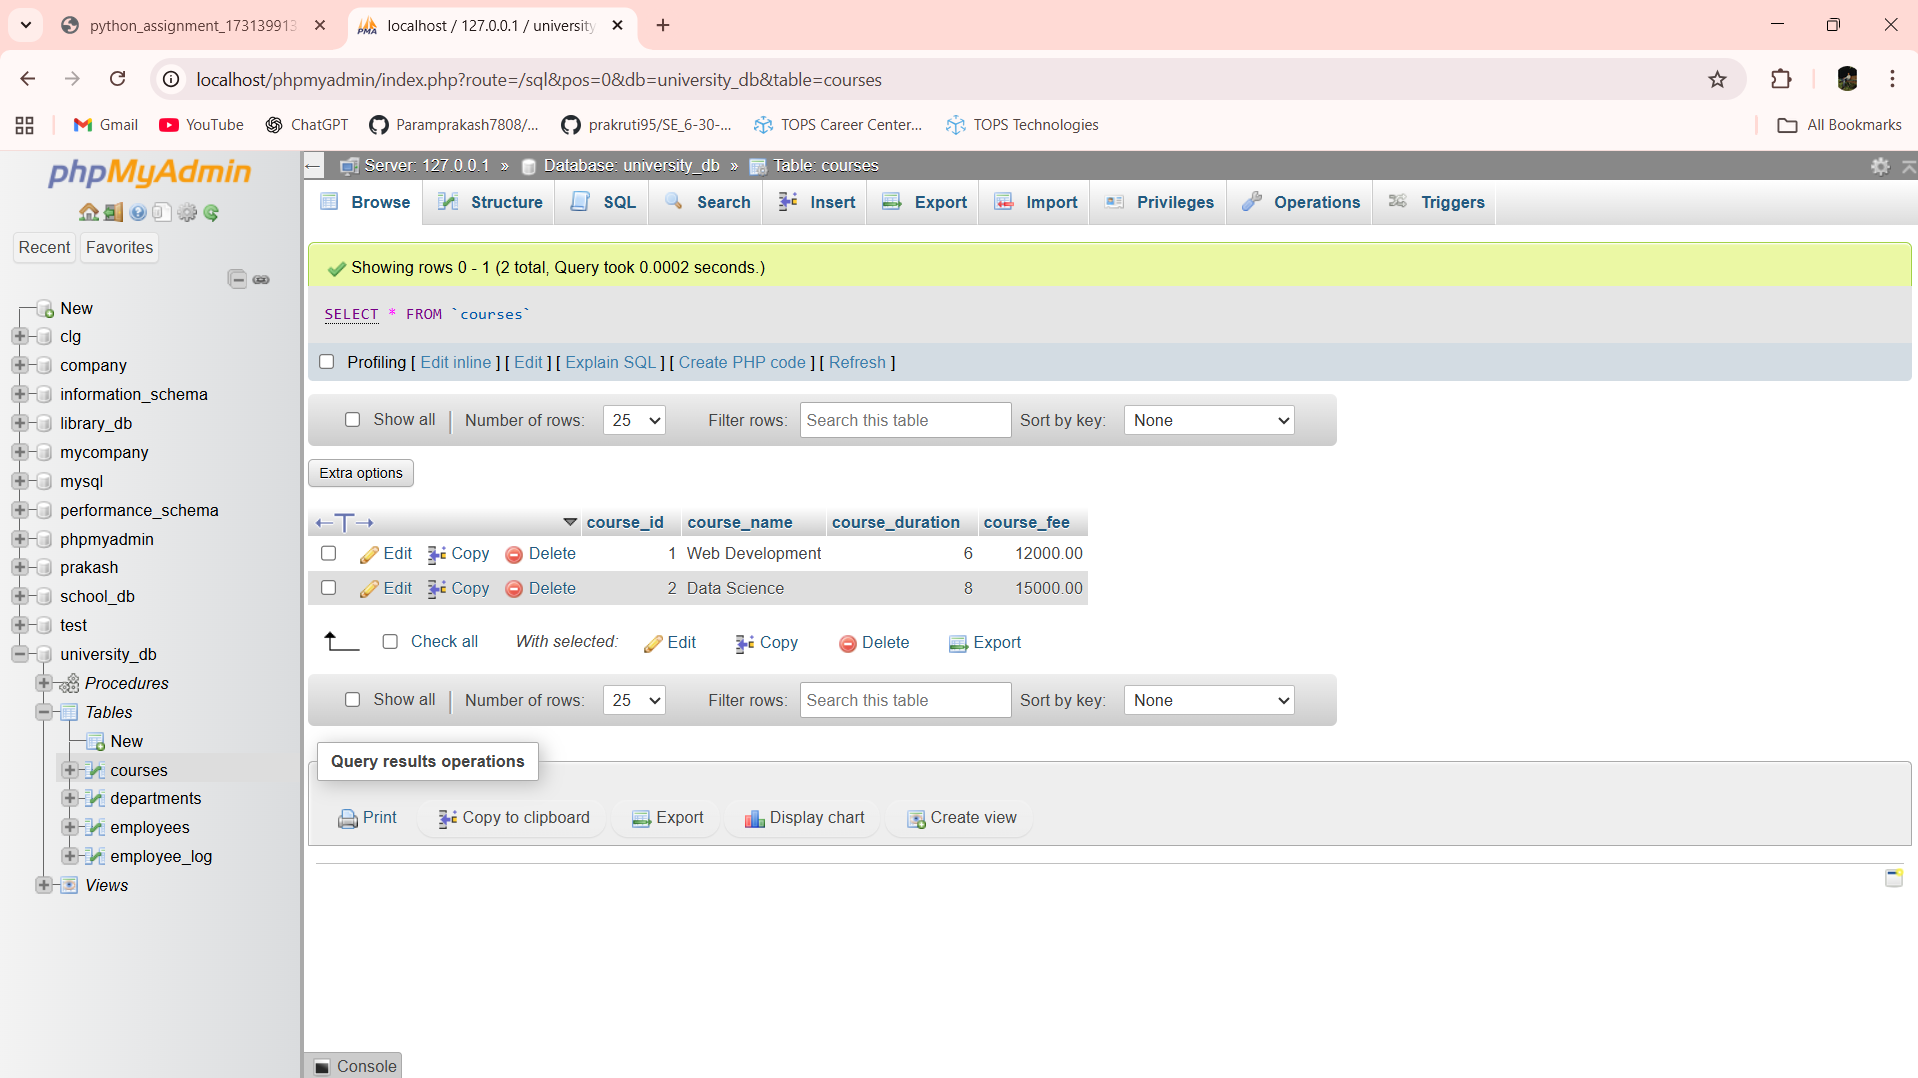 python_assignment_173139913
localhost / 127.0.0.1 / university
localhost/phpmyadmin/index.php?route=/sql&pos=0&db=university_db&table=courses
Gmail YouTube ChatGPT Paramprakash7808/... prakruti95/SE_6-30-... TOPS Career Center... TOPS Technologies All Bookmarks
phpMyAdmin
Recent Favorites
New
clg
company
information_schema
library_db
mycompany
mysql
performance_schema
phpmyadmin
prakash
school_db
test
university_db
Procedures
Tables
New
courses
departments
employees
employee_log
Views
Server: 127.0.0.1 » Database: university_db » Table: courses
Browse Structure SQL Search Insert Export Import Privileges Operations Triggers
Showing rows 0 - 1 (2 total, Query took 0.0002 seconds.)
SELECT * FROM `courses`
Profiling [ Edit inline ] [ Edit ] [ Explain SQL ] [ Create PHP code ] [ Refresh ]
Show all Number of rows: 25 Filter rows: Search this table Sort by key: None
Extra options
course_id course_name course_duration course_fee
Edit Copy Delete 1 Web Development 6 12000.00
Edit Copy Delete 2 Data Science 8 15000.00
Check all With selected: Edit Copy Delete Export
Show all Number of rows: 25 Filter rows: Search this table Sort by key: None
Query results operations
Print Copy to clipboard Export Display chart Create view
Console